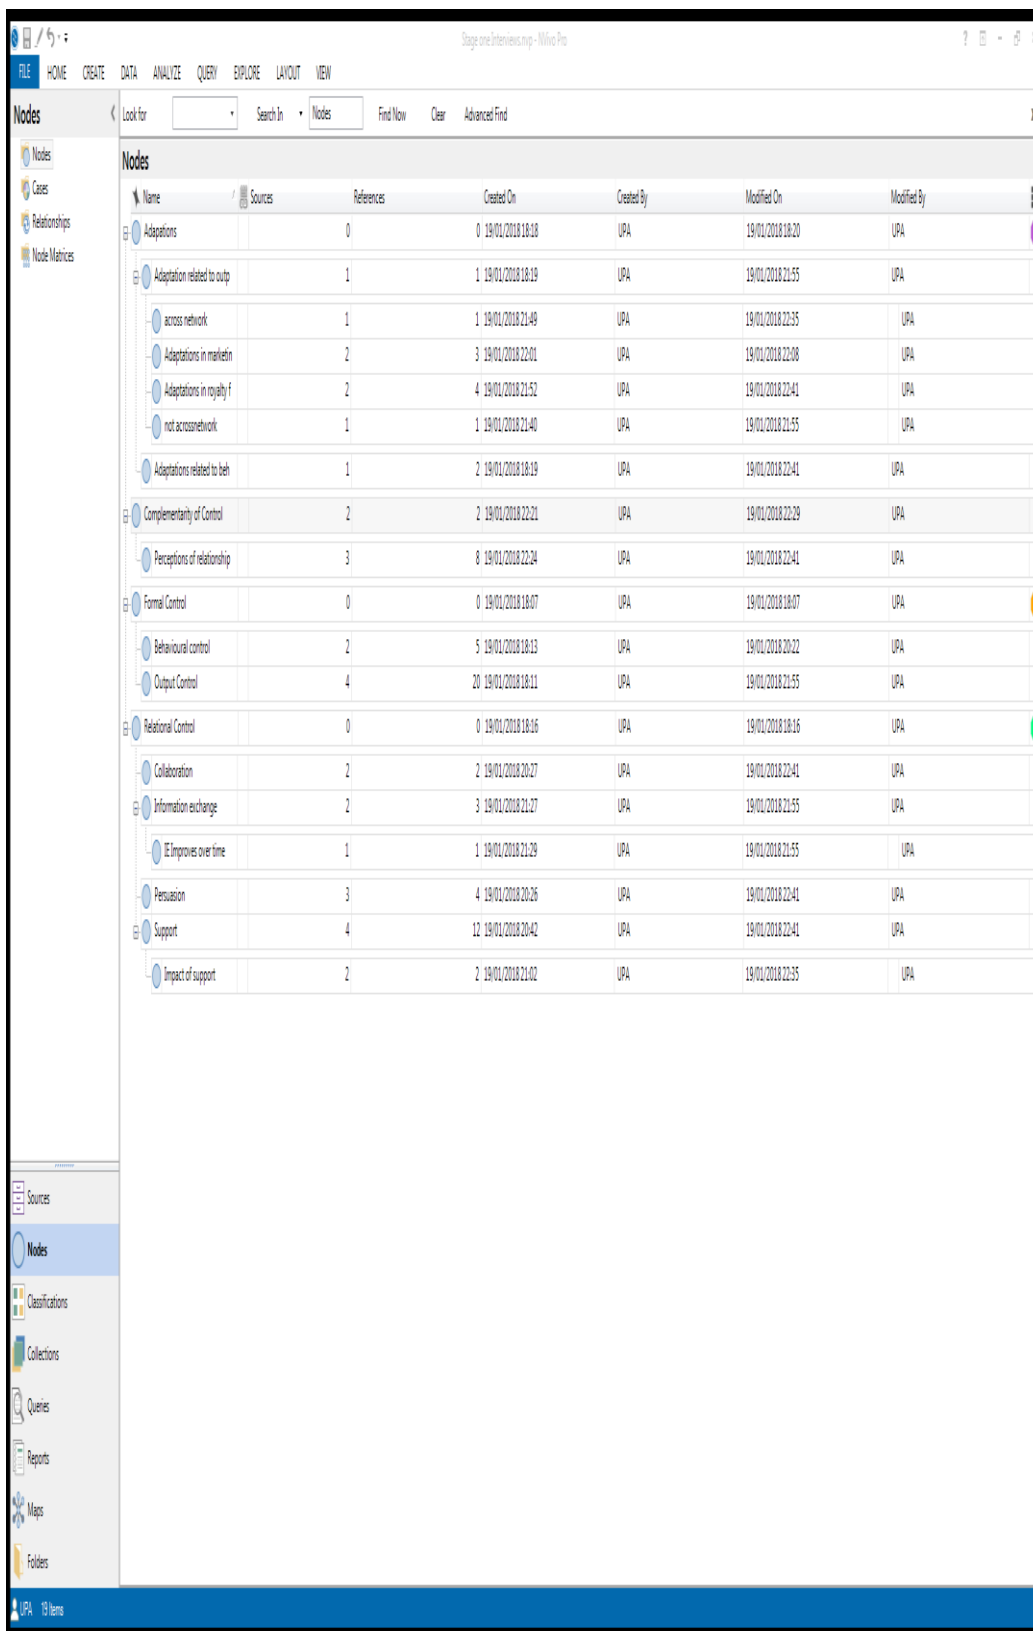 Stage one Interviews.nvp - NVivo Pro
FILE HOME CREATE DATA ANALYZE QUERY EXPLORE LAYOUT VIEW
Nodes Look for Search In Nodes Find Now Clear Advanced Find
Nodes
Cases
Relationships
Node Matrices
Nodes
Name Sources References Created On Created By Modified On Modified By
Adapations 0 0 19/01/2018 18:18 UPA 19/01/2018 18:20 UPA
Adaptation related to outp 1 1 19/01/2018 18:19 UPA 19/01/2018 21:55 UPA
across network 1 1 19/01/2018 21:49 UPA 19/01/2018 22:35 UPA
Adaptations in marketin 2 3 19/01/2018 22:01 UPA 19/01/2018 22:08 UPA
Adaptations in royalty f 2 4 19/01/2018 21:52 UPA 19/01/2018 22:41 UPA
not acrossnetwork 1 1 19/01/2018 21:40 UPA 19/01/2018 21:55 UPA
Adaptations related to beh 1 2 19/01/2018 18:19 UPA 19/01/2018 22:41 UPA
Complementarity of Control 2 2 19/01/2018 22:21 UPA 19/01/2018 22:29 UPA
Perceptions of relationship 3 8 19/01/2018 22:24 UPA 19/01/2018 22:41 UPA
Formal Control 0 0 19/01/2018 18:07 UPA 19/01/2018 18:07 UPA
Behavioural control 2 5 19/01/2018 18:13 UPA 19/01/2018 20:22 UPA
Output Control 4 20 19/01/2018 18:11 UPA 19/01/2018 21:55 UPA
Relational Control 0 0 19/01/2018 18:16 UPA 19/01/2018 18:16 UPA
Collaboration 2 2 19/01/2018 20:27 UPA 19/01/2018 22:41 UPA
Information exchange 2 3 19/01/2018 21:27 UPA 19/01/2018 21:55 UPA
IE Improves over time 1 1 19/01/2018 21:29 UPA 19/01/2018 21:55 UPA
Persuasion 3 4 19/01/2018 20:26 UPA 19/01/2018 22:41 UPA
Support 4 12 19/01/2018 20:42 UPA 19/01/2018 22:41 UPA
Impact of support 2 2 19/01/2018 21:02 UPA 19/01/2018 22:35 UPA
Sources
Nodes
Classifications
Collections
Queries
Reports
Maps
Folders
UPA 19 Items